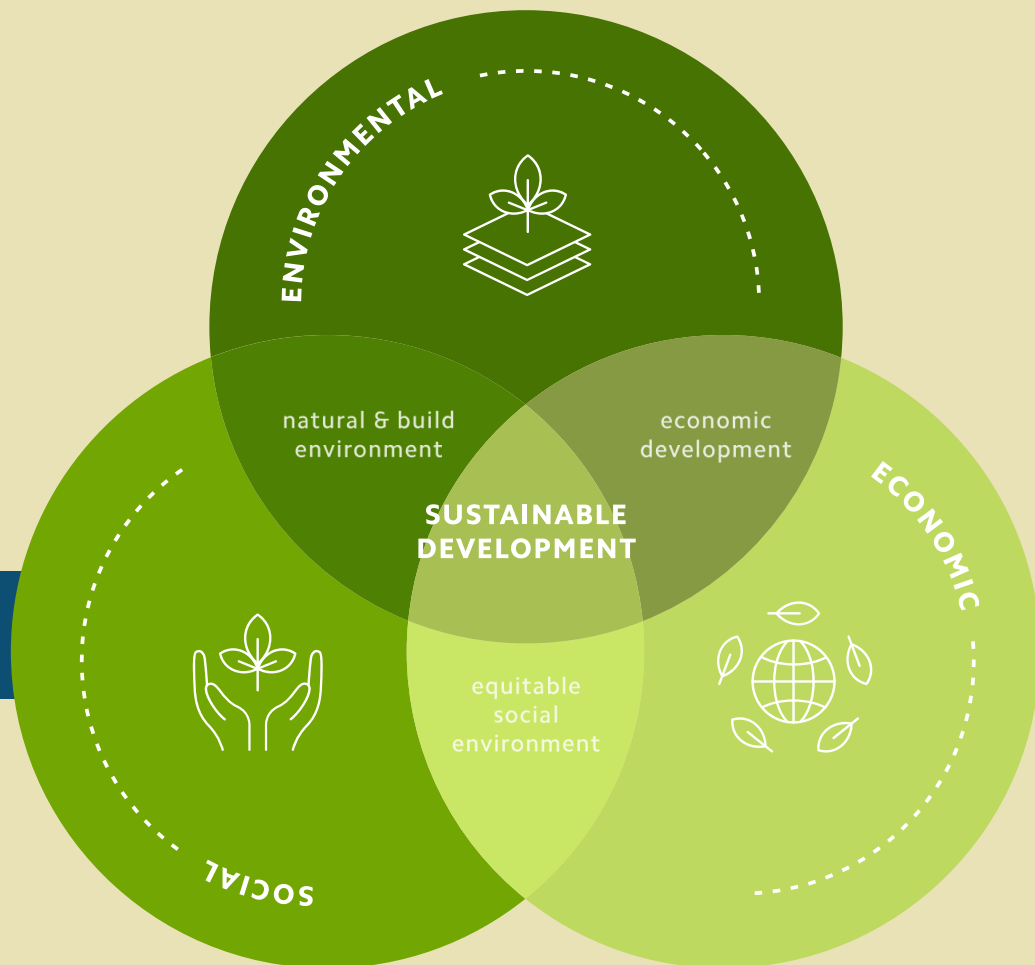 ENVIRONMENTAL
natural & build
environment
economic
development
ECONOMIC
SUSTAINABLE
DEVELOPMENT
equitable
social
environment
SOCIAL